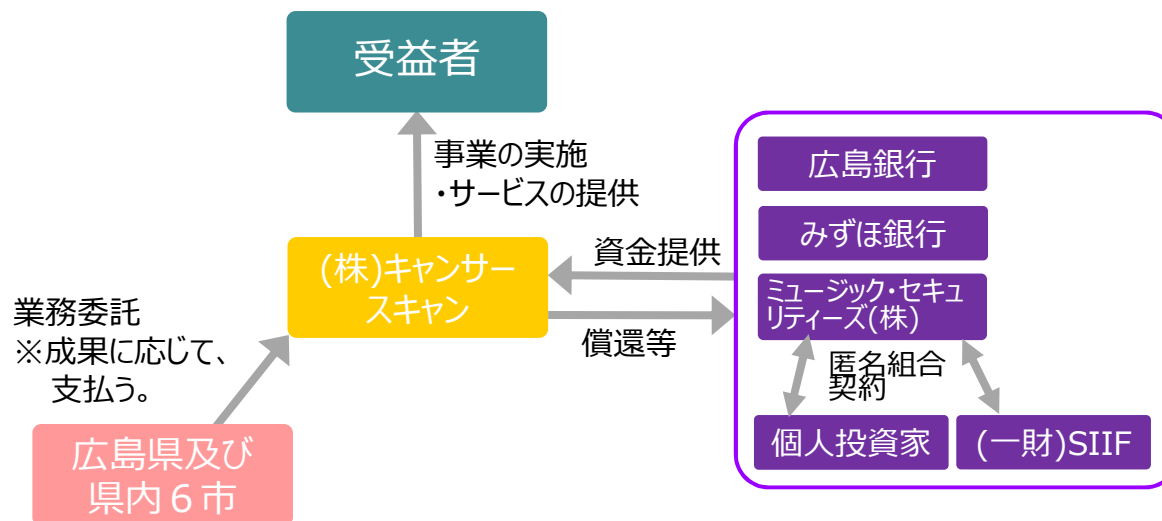 受益者
事業の実施
・サービスの提供
(株)キャンサー
スキャン
業務委託
※成果に応じて、
支払う。
広島県及び
県内６市
資金提供
償還等
広島銀行
みずほ銀行
ミュージック・セキュ
リティーズ(株)
匿名組合
契約
個人投資家
(一財)SIIF